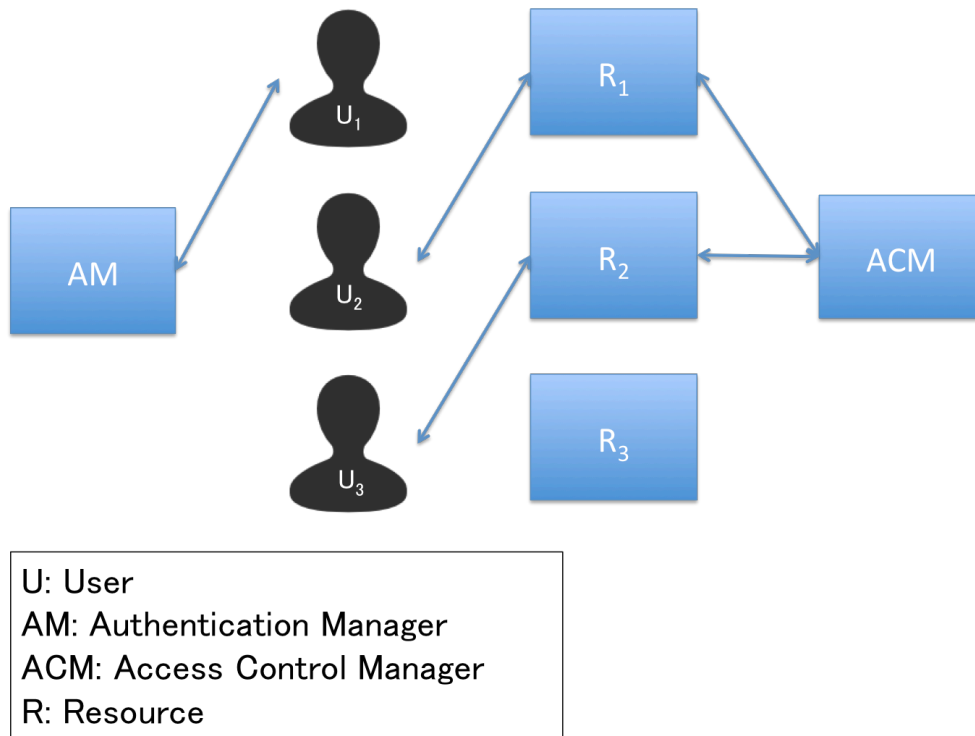 U₁
R₁
AM
U₂
R₂
ACM
U₃
R₃
U: User
AM: Authentication Manager
ACM: Access Control Manager
R: Resource